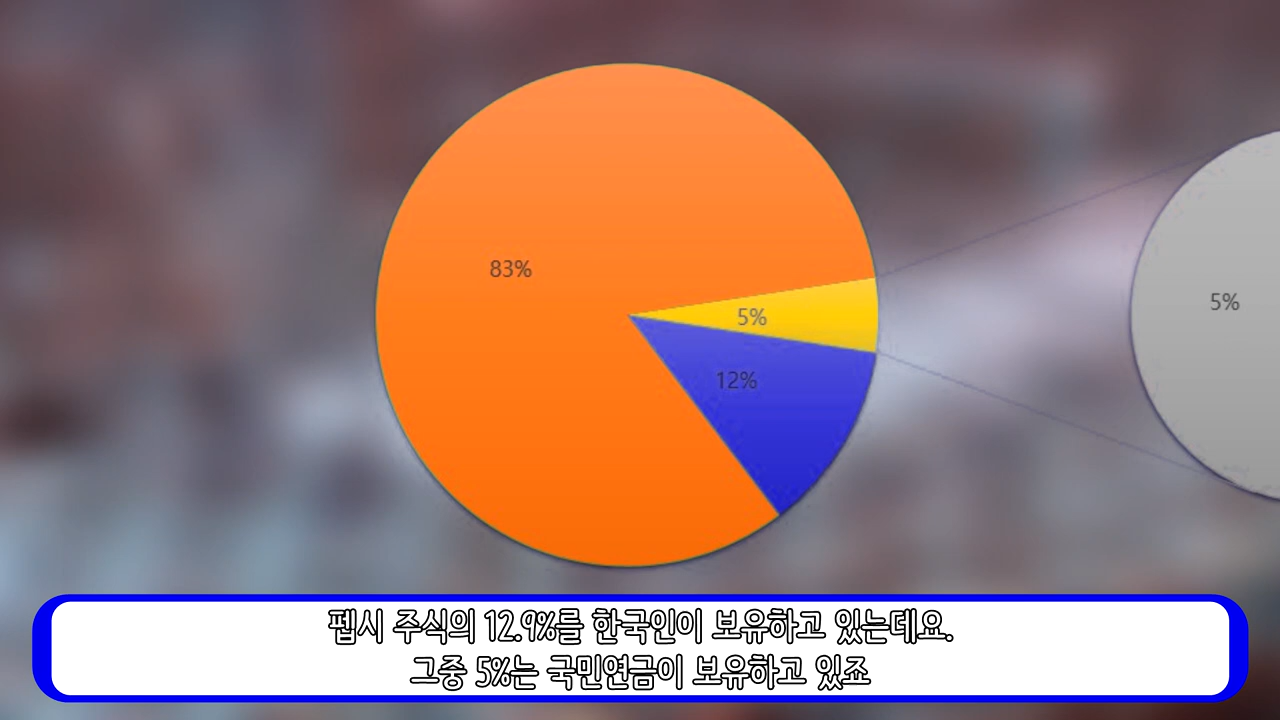 83%
5%
5%
12%
펩시 주식의 12.9%를 한국인이 보유하고 있는데요.
그중 5%는 국민연금이 보유하고 있죠